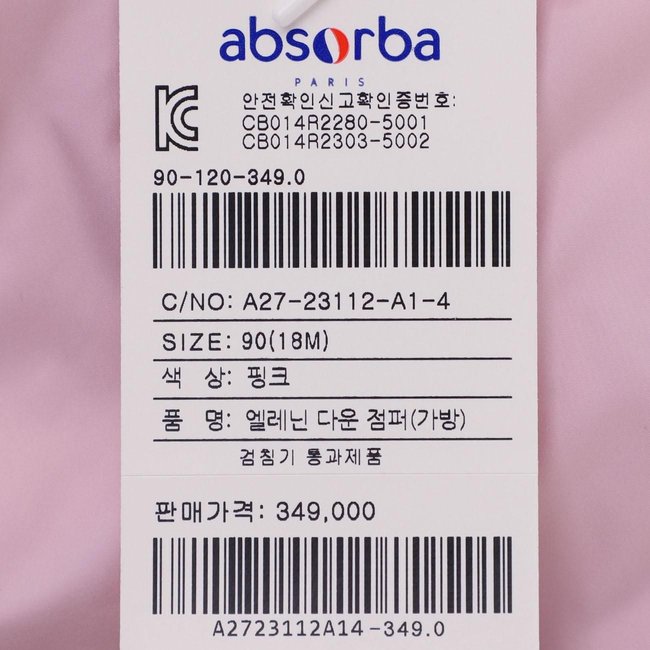 absorba
PARIS
안전확인신고확인증번호:
CB014R2280-5001
CB014R2303-5002
90-120-349.0
C/NO: A27-23112-A1-4
SIZE: 90(18M)
색 상: 핑크
품 명: 엘레닌 다운 점퍼(가방)
검침기 통과제품
판매가격: 349,000
A2723112A14-349.0